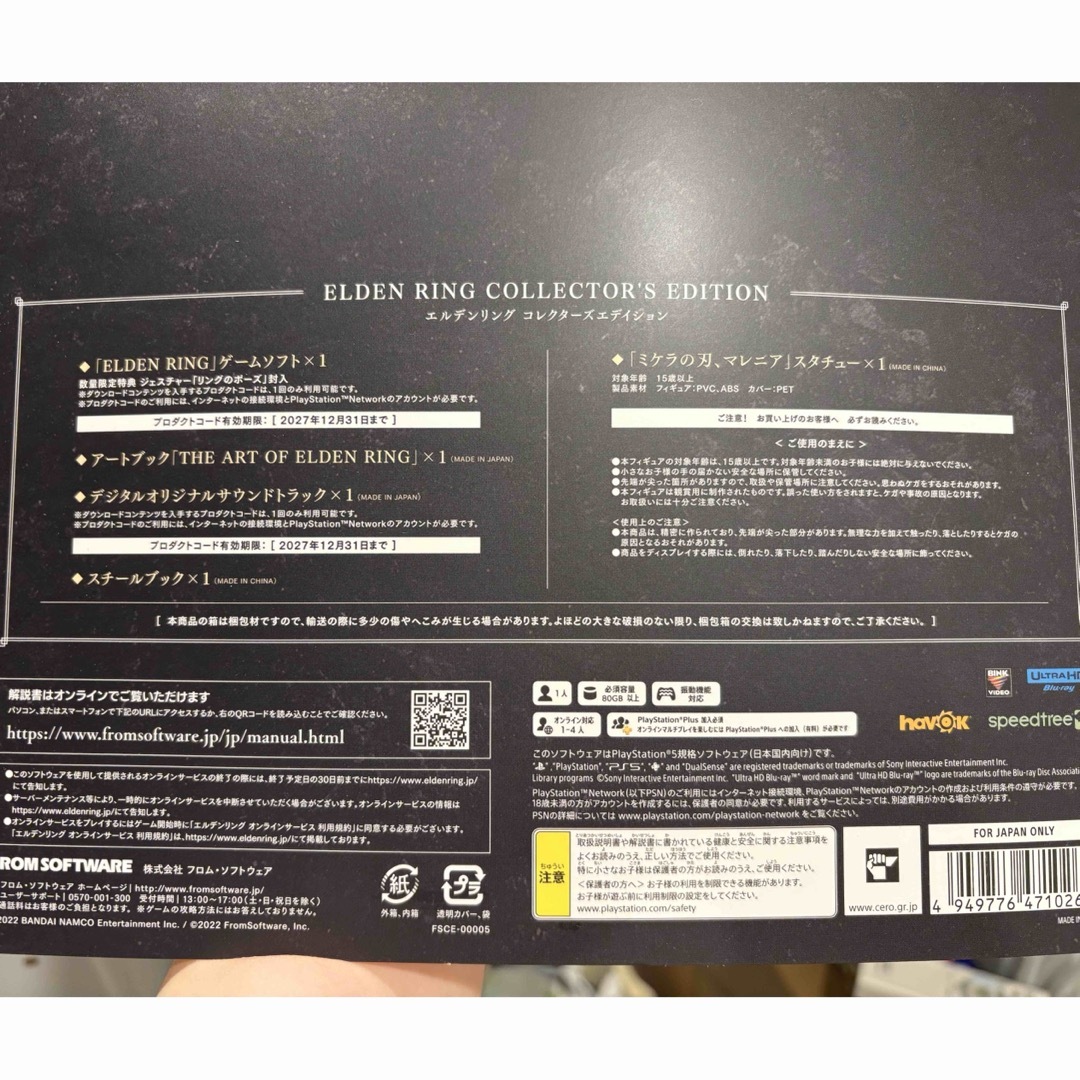 ELDEN RING COLLECTOR'S EDITION
エルデンリング コレクターズエディション
◆「ELDEN RING」ゲームソフト×1
数量限定特典 ジェスチャー「リングのポーズ」封入
※ダウンロードコンテンツを入手するプロダクトコードは、1回のみ利用可能です。
※プロダクトコードのご利用には、インターネットの接続環境とPlayStation™Networkのアカウントが必要です。
プロダクトコード有効期限:[ 2027年12月31日まで ]
◆アートブック「THE ART OF ELDEN RING」×1 (MADE IN JAPAN)
◆デジタルオリジナルサウンドトラック×1 (MADE IN JAPAN)
※ダウンロードコンテンツを入手するプロダクトコードは、1回のみ利用可能です。
※プロダクトコードのご利用には、インターネットの接続環境とPlayStation™Networkのアカウントが必要です。
プロダクトコード有効期限:[ 2027年12月31日まで ]
◆スチールブック×1 (MADE IN CHINA)
◆「ミケラの刃、マレニア」スタチュー×1 (MADE IN CHINA)
対象年齢 15歳以上
製品素材 フィギュア:PVC、ABS カバー:PET
ご注意! お買い上げのお客様へ 必ずお読みください。
< ご使用のまえに >
●本フィギュアの対象年齢は、15歳以上です。対象年齢未満のお子様には絶対に与えないでください。
●小さなお子様の手の届かない安全な場所に保管してください。
●先端が尖った箇所がありますので、取扱や保管場所に注意してください。思わぬケガをするおそれがあります。
●本フィギュアは観賞用に制作されたものです。誤った使い方をされますと、ケガや事故の原因となります。
お取扱いには十分ご注意ください。
<使用上のご注意>
●本商品は、精密に作られており、先端が尖った部分があります。無理な力を加えて触ったり、落としたりするとケガの
原因となるおそれがあります。
●商品をディスプレイする際には、倒れたり、落下したり、踏んだりしない安全な場所に飾ってください。
[ 本商品の箱は梱包材ですので、輸送の際に多少の傷やへこみが生じる場合があります。よほどの大きな破損のない限り、梱包箱の交換は致しかねますので、ご了承ください。 ]
解説書はオンラインでご覧いただけます
パソコン、またはスマートフォンで下記のURLにアクセスするか、右のQRコードを読み込むことでご確認ください。
https://www.fromsoftware.jp/jp/manual.html
●このソフトウェアを使用して提供されるオンラインサービスの終了の際には、終了予定日の30日前までにhttps://www.eldenring.jp/
にて告知します。
●サーバーメンテナンス等により、一時的にオンラインサービスを中断させていただく場合がございます。オンラインサービスの情報は
https://www.eldenring.jp/にて告知します。
●オンラインサービスをプレイするにはゲーム開始時に「エルデンリング オンラインサービス 利用規約」に同意する必要がございます。
「エルデンリング オンラインサービス 利用規約」は、https://www.eldenring.jp/にて掲載しております。
ROMSOFTWARE 株式会社 フロム・ソフトウェア
フロム・ソフトウェア ホームページ | http://www.fromsoftware.jp/
ユーザーサポート | 0570-001-300 受付時間 | 13:00〜17:00(土・日・祝日を除く)
通話料はお客様のご負担となります。 ※ゲームの攻略方法にはお答えしておりません。
2022 BANDAI NAMCO Entertainment Inc. / ©2022 FromSoftware, Inc.
紙
外箱、内箱
プラ
透明カバー、袋
FSCE-00005
1人
必須容量
80GB 以上
振動機能
対応
オンライン対応
1-4人
PlayStation®Plus 加入必須
オンラインマルチプレイを楽しむには PlayStation®Plus への加入(有料)が必要です
BINK
VIDEO
ULTRA HD
Blu-ray
havok
speedtree
このソフトウェアはPlayStation®5規格ソフトウェア(日本国内向け)です。
"PlayStation", "PS5", and "DualSense" are registered trademarks or trademarks of Sony Interactive Entertainment Inc.
Library programs ©Sony Interactive Entertainment Inc. "Ultra HD Blu-ray™" word mark and "Ultra HD Blu-ray™" logo are trademarks of the Blu-ray Disc Associa
PlayStation™Network(以下PSN)のご利用にはインターネット接続環境、PlayStation™Networkのアカウントの作成および利用条件の遵守が必要です。
18歳未満の方がアカウントを作成するには、保護者の同意が必要です。利用するサービスによっては、別途費用がかかる場合があります。
PSNの詳細については www.playstation.com/playstation-network をご覧ください。
ちゅうい
注意
取扱説明書や解説書に書かれている健康と安全に関する注意事項を
よくお読みのうえ、正しい方法でご使用ください。
特に小さなお子様は保護者の方がお読みのうえ、ご使用ください。
<保護者の方へ> お子様の利用を制限できる機能があります。
お子様が遊ぶ前に利用制限の設定をしてください。
www.playstation.com/safety
www.cero.gr.jp
FOR JAPAN ONLY
4 949776 471026
MADE IN